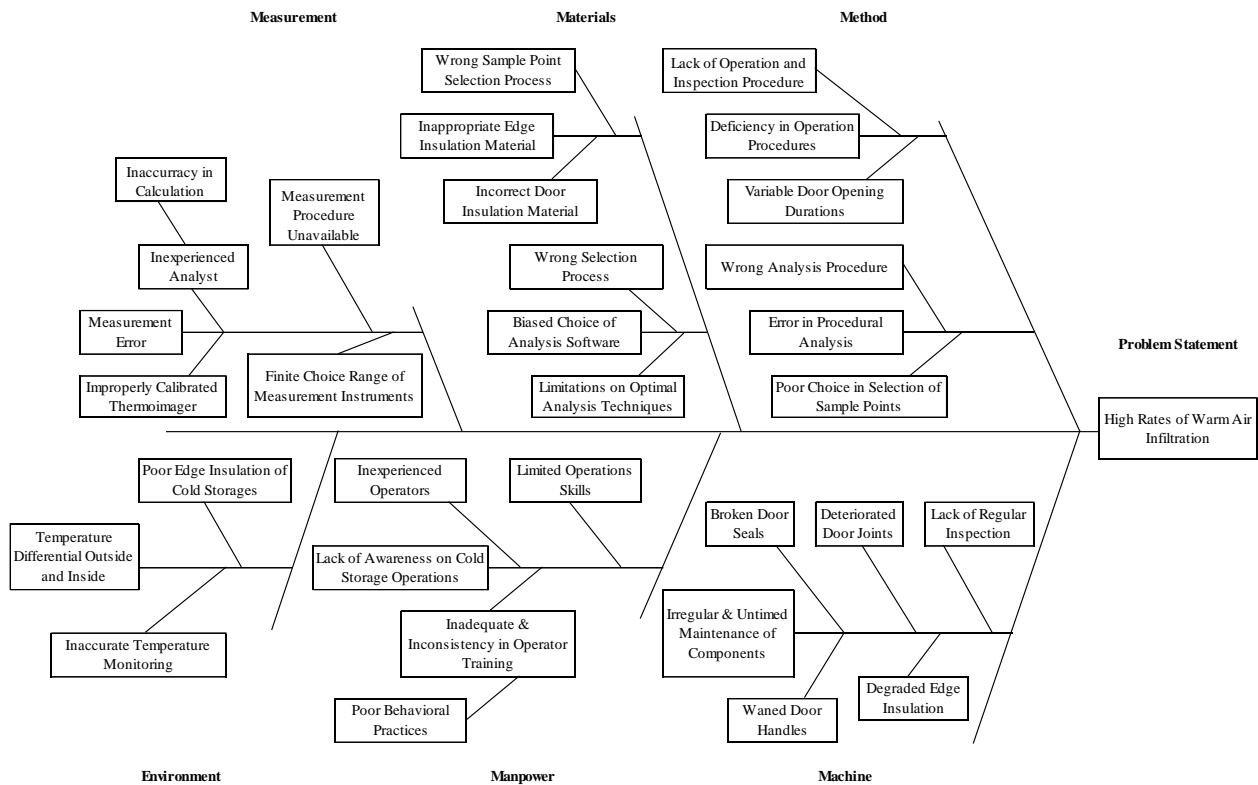 Measurement
Materials
Method
Wrong Sample Point
Selection Process
Lack of Operation and
Inspection Procedure
Inappropriate Edge
Insulation Material
Deficiency in Operation
Procedures
Inaccurracy in
Calculation
Measurement
Procedure
Unavailable
Incorrect Door
Insulation Material
Variable Door Opening
Durations
Inexperienced
Analyst
Wrong Selection
Process
Wrong Analysis Procedure
Measurement
Error
Biased Choice of
Analysis Software
Error in Procedural
Analysis
Problem Statement
Improperly Calibrated
Thermoimager
Finite Choice Range of
Measurement Instruments
Limitations on Optimal
Analysis Techniques
Poor Choice in Selection of
Sample Points
High Rates of Warm Air
Infiltration
Poor Edge Insulation of
Cold Storages
Inexperienced
Operators
Limited Operations
Skills
Broken Door
Seals
Deteriorated
Door Joints
Lack of Regular
Inspection
Temperature
Differential Outside
and Inside
Lack of Awareness on Cold
Storage Operations
Irregular & Untimed
Maintenance of
Components
Inaccurate Temperature
Monitoring
Inadequate &
Inconsistency in Operator
Training
Degraded Edge
Insulation
Poor Behavioral
Practices
Waned Door
Handles
Environment
Manpower
Machine